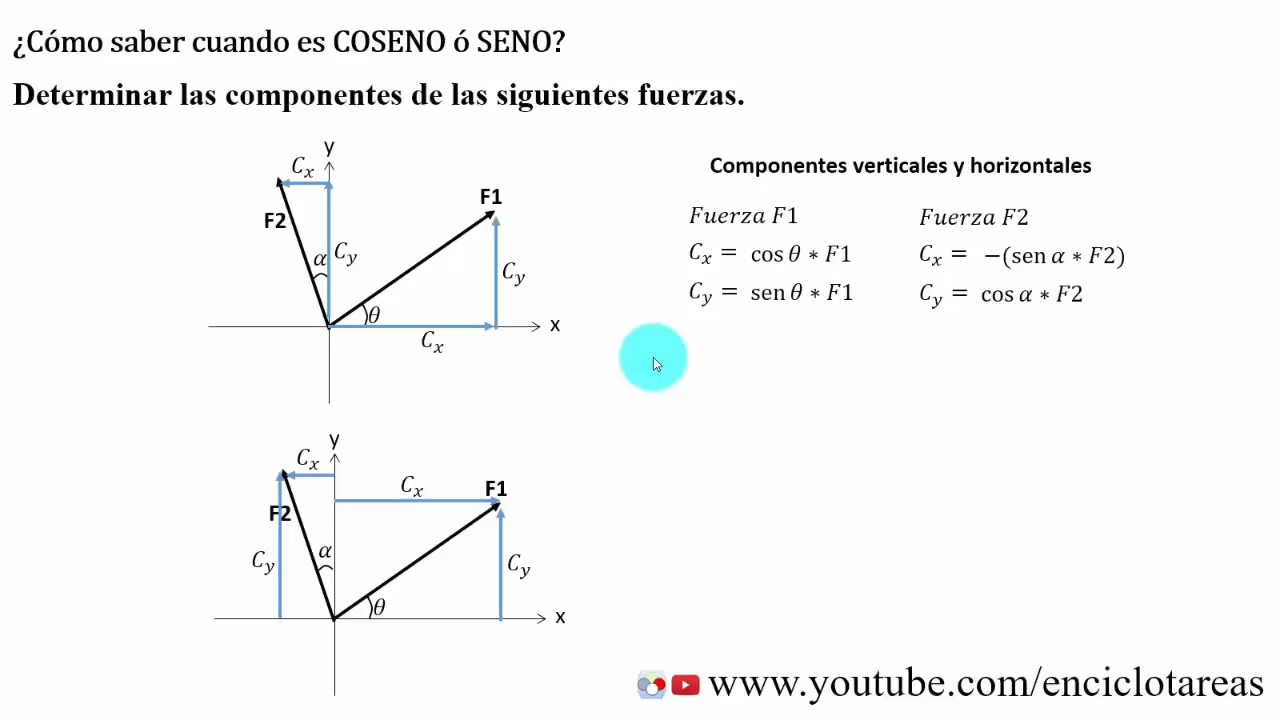 ¿Cómo saber cuando es COSENO ó SENO?
Determinar las componentes de las siguientes fuerzas.
y
Cx
F2
α
Cy
F1
Cy
θ
x
Cx
Componentes verticales y horizontales
Fuerza F1
Cx = cos θ ∗ F1
Cy = sen θ ∗ F1
Fuerza F2
Cx = −(sen α ∗ F2)
Cy = cos α ∗ F2
y
Cx
Cx
F1
F2
α
Cy
Cy
θ
x
www.youtube.com/enciclotareas